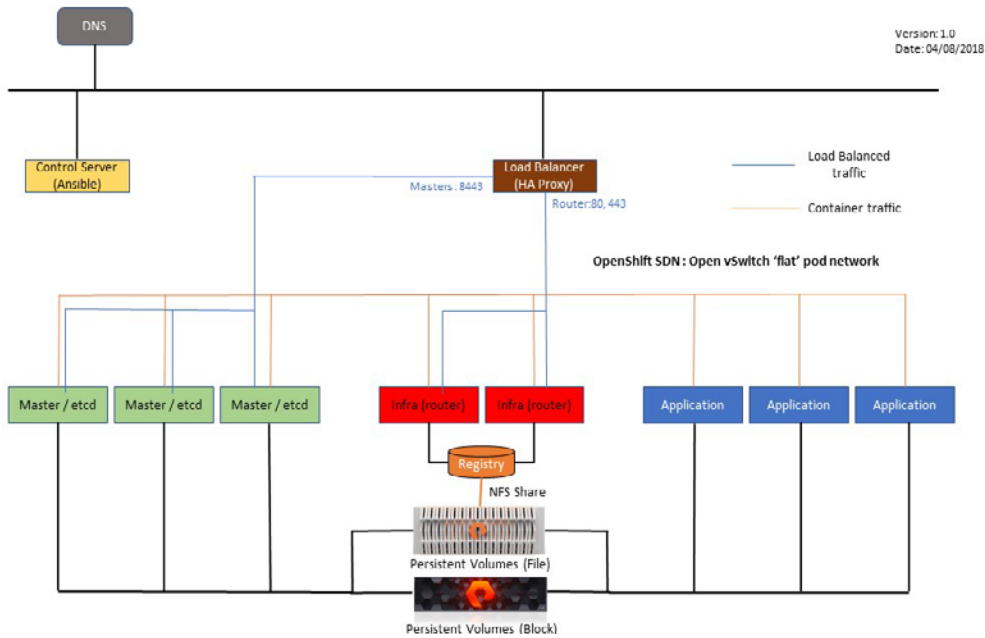 DNS
Version: 1.0
Date: 04/08/2018
Control Server
(Ansible)
Load Balancer
(HA Proxy)
Masters: 8443
Router:80, 443
Load Balanced
traffic
Container traffic
OpenShift SDN : Open vSwitch ‘flat’ pod network
Master / etcd
Master / etcd
Master / etcd
Infra (router)
Infra (router)
Application
Application
Application
Registry
NFS Share
Persistent Volumes (File)
Persistent Volumes (Block)